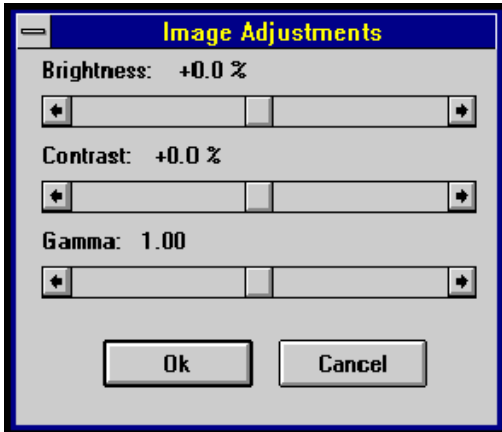 Image Adjustments
Brightness: +0.0 %
Contrast: +0.0 %
Gamma: 1.00
Ok Cancel